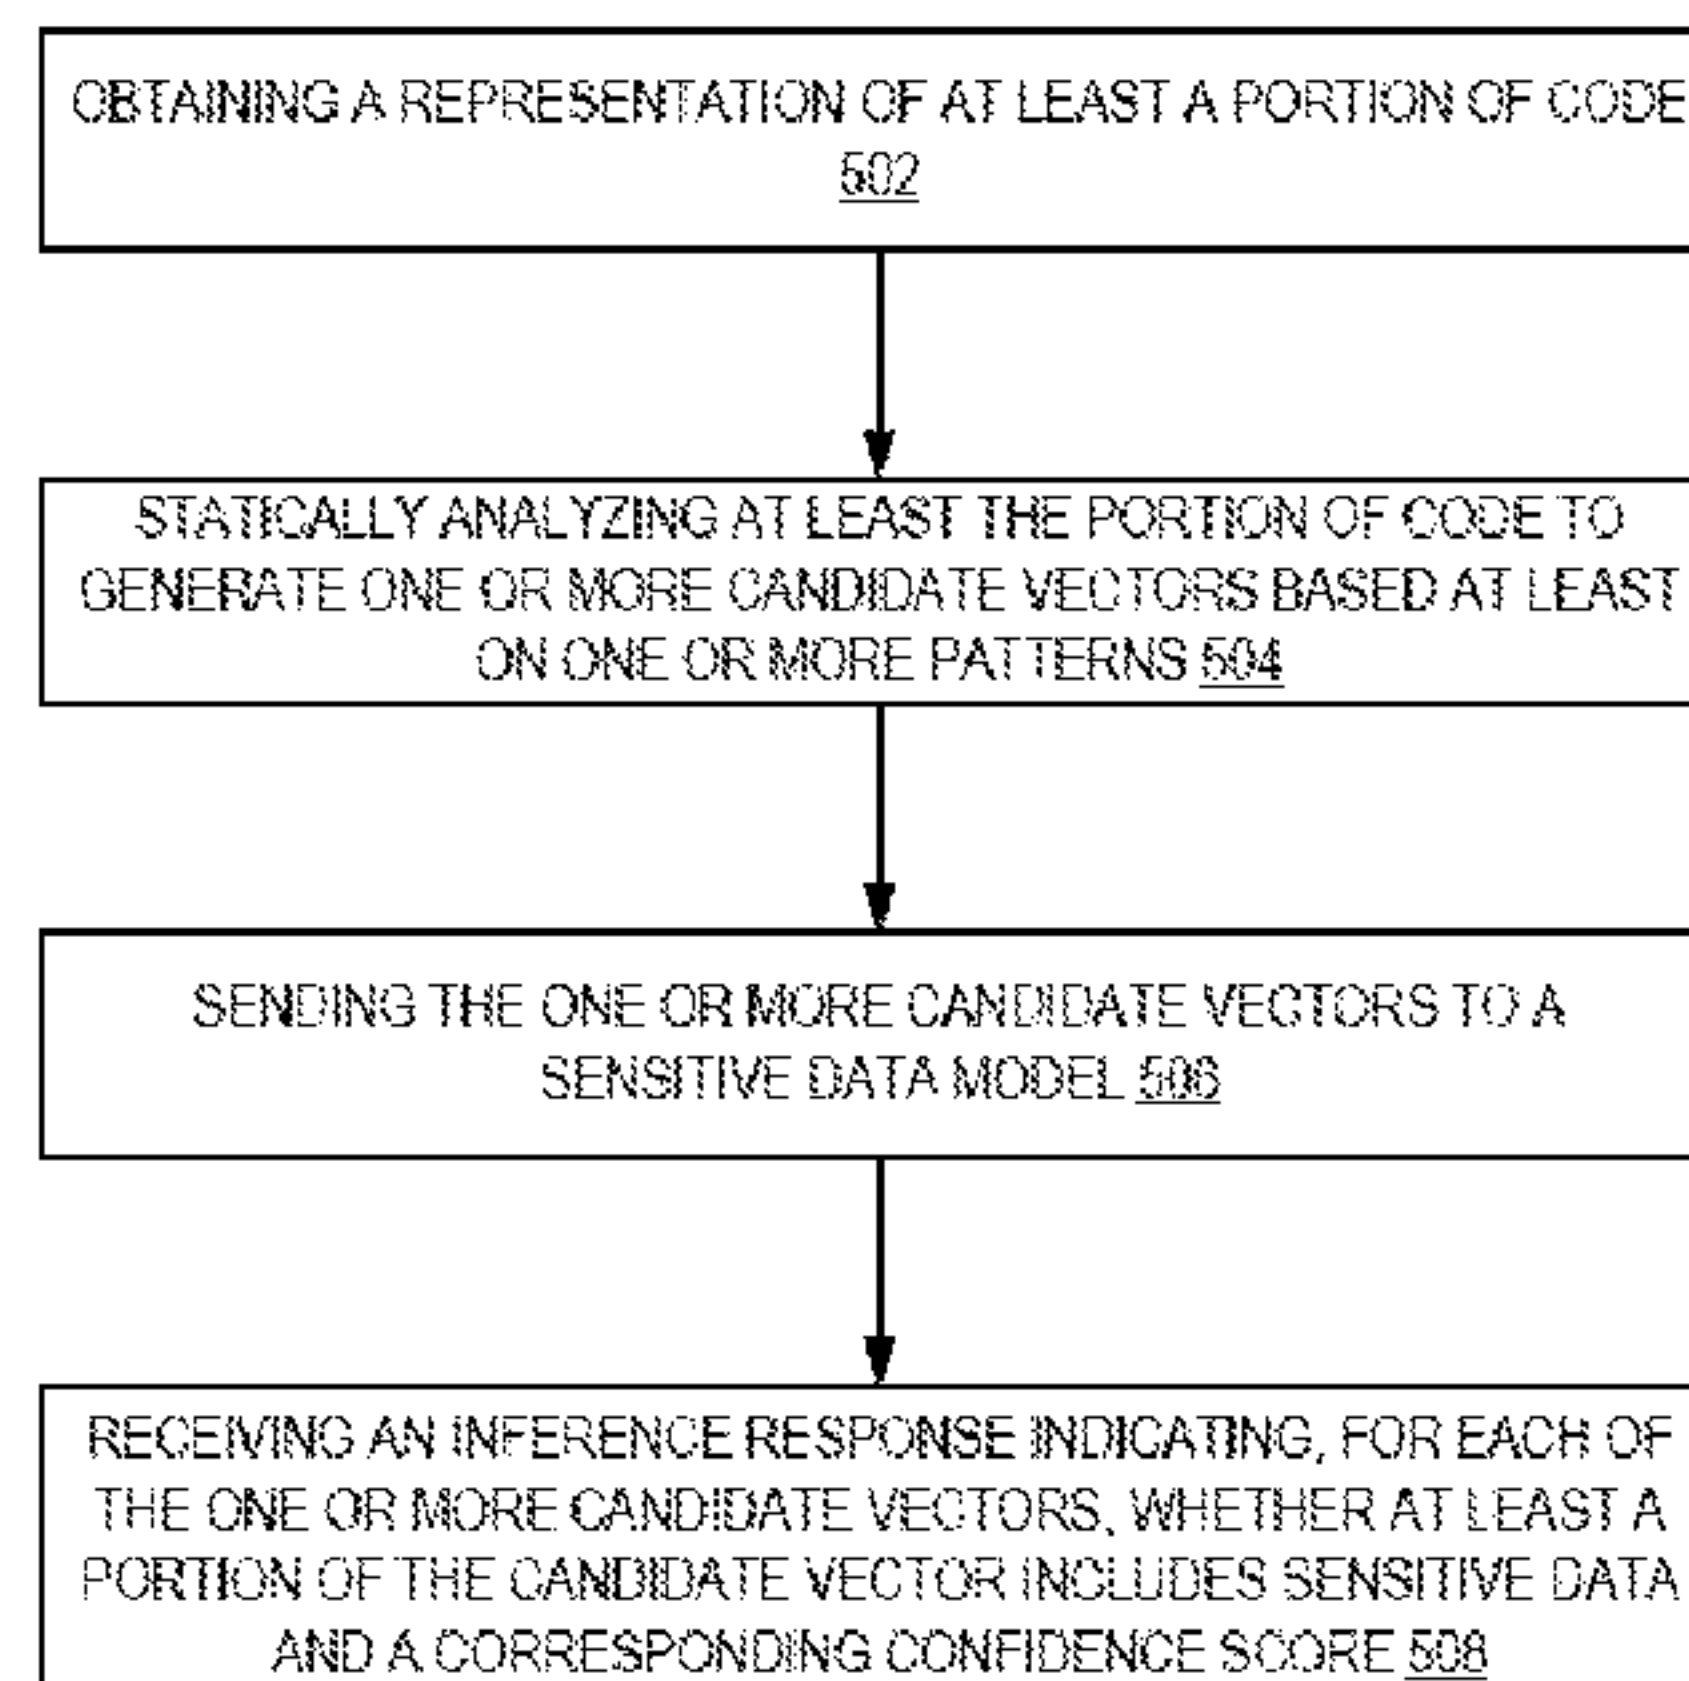 OBTAINING A REPRESENTATION OF AT LEAST A PORTION OF CODE
502
STATICALLY ANALYZING AT LEAST THE PORTION OF CODE TO
GENERATE ONE OR MORE CANDIDATE VECTORS BASED AT LEAST
ON ONE OR MORE PATTERNS 504
SENDING THE ONE OR MORE CANDIDATE VECTORS TO A
SENSITIVE DATA MODEL 506
RECEIVING AN INFERENCE RESPONSE INDICATING, FOR EACH OF
THE ONE OR MORE CANDIDATE VECTORS, WHETHER AT LEAST A
PORTION OF THE CANDIDATE VECTOR INCLUDES SENSITIVE DATA
AND A CORRESPONDING CONFIDENCE SCORE 508